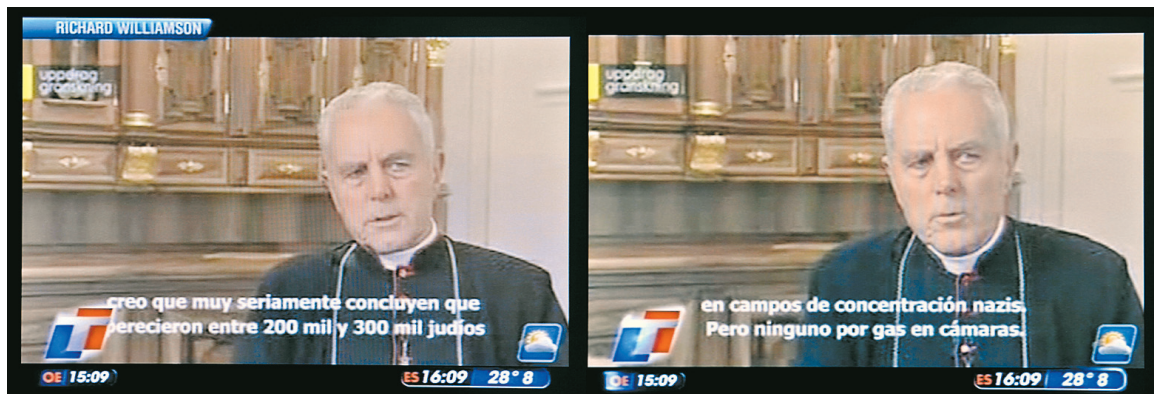 RICHARD WILLIAMSON
uppdrag
granskning
creo que muy seriamente concluyen que
perecieron entre 200 mil y 300 mil judíos
OE 15:09
ES 16:09 28° 8
uppdrag
granskning
en campos de concentración nazis.
Pero ninguno por gas en cámaras.
OE 15:09
ES 16:09 28° 8